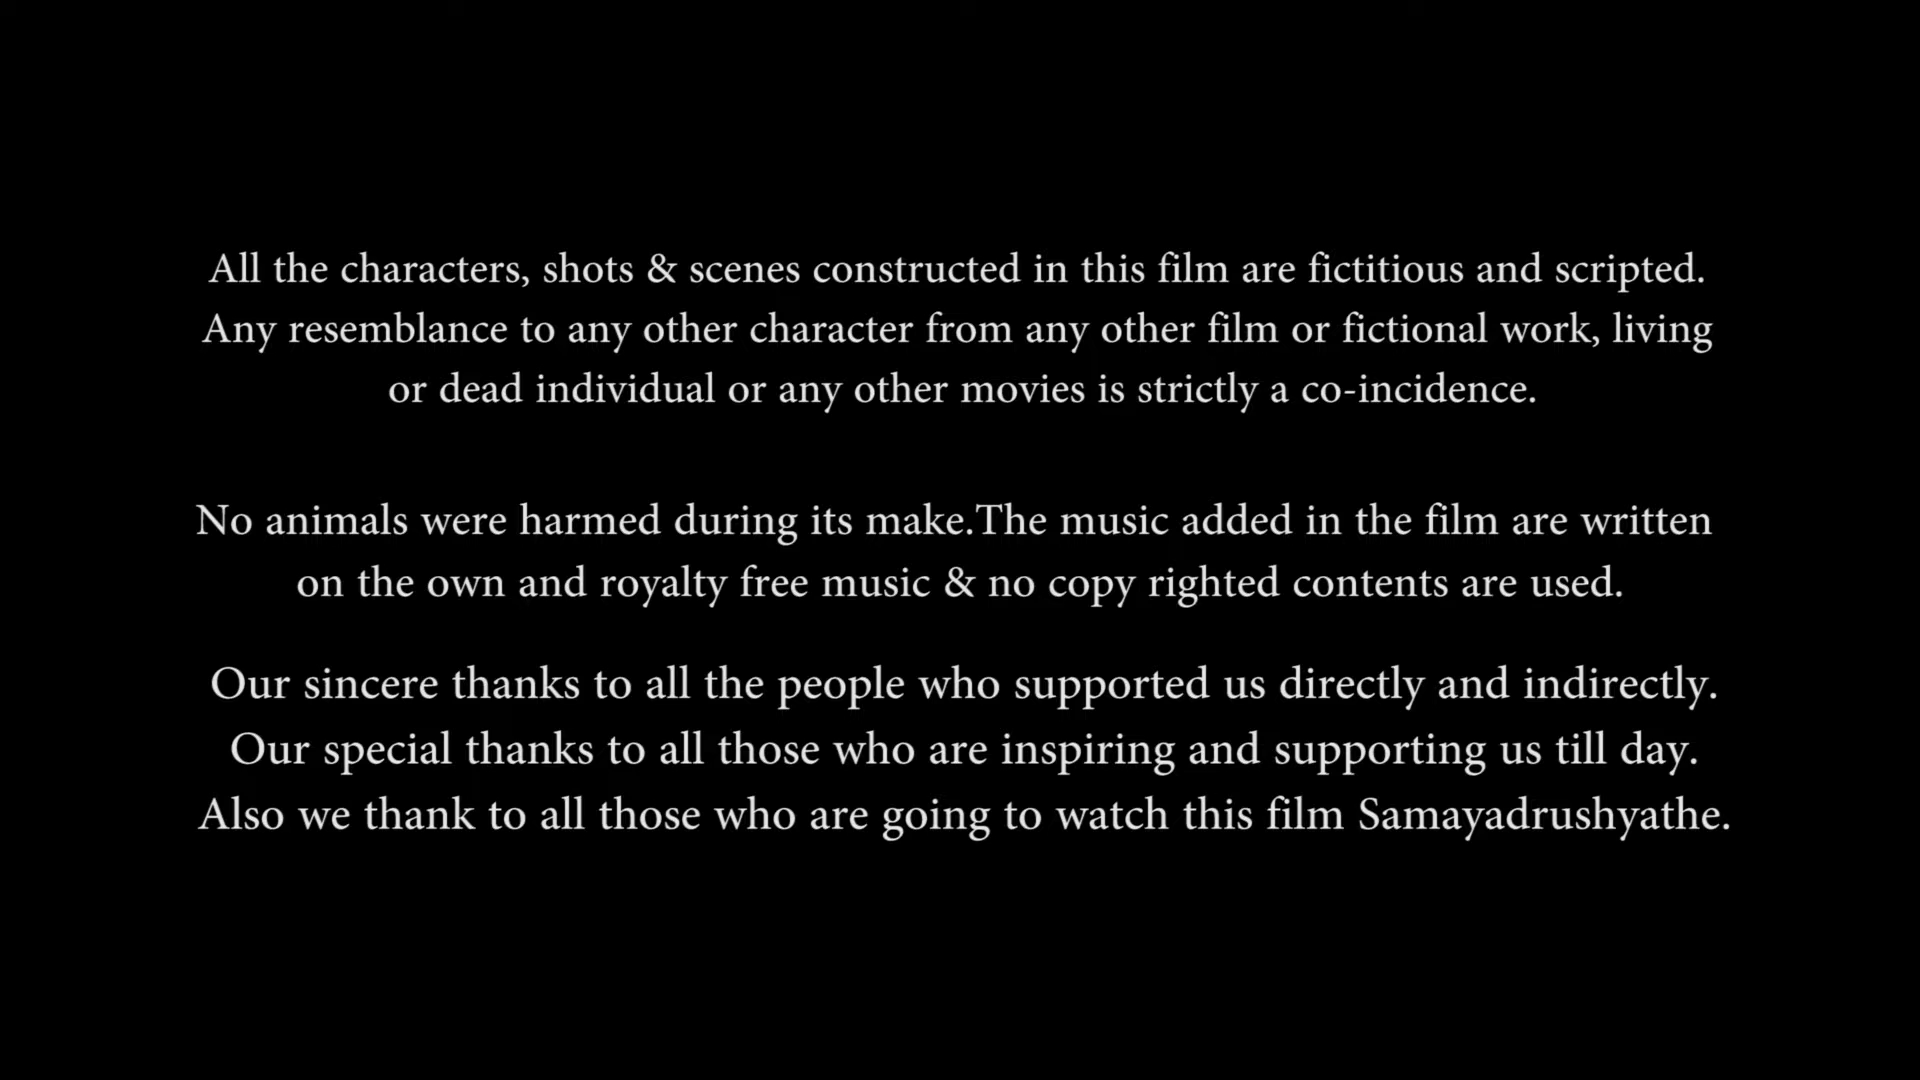 All the characters, shots & scenes constructed in this film are fictitious and scripted.
Any resemblance to any other character from any other film or fictional work, living
or dead individual or any other movies is strictly a co-incidence.
No animals were harmed during its make.The music added in the film are written
on the own and royalty free music & no copy righted contents are used.
Our sincere thanks to all the people who supported us directly and indirectly.
Our special thanks to all those who are inspiring and supporting us till day.
Also we thank to all those who are going to watch this film Samayadrushyathe.